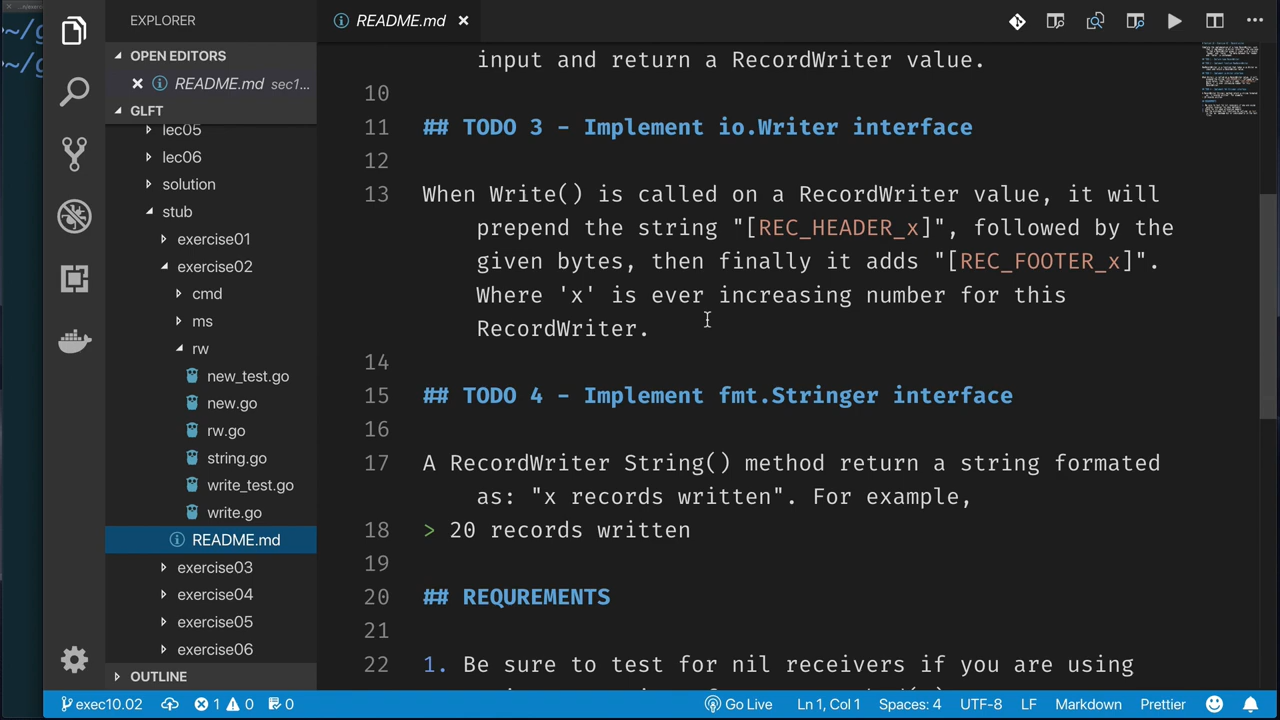 EXPLORER
README.md
OPEN EDITORS
README.md sec1...
GLFT
lec05
lec06
solution
stub
exercise01
exercise02
cmd
ms
rw
new_test.go
new.go
rw.go
string.go
write_test.go
write.go
README.md
exercise03
exercise04
exercise05
exercise06
OUTLINE
input and return a RecordWriter value.
10
11 ## TODO 3 - Implement io.Writer interface
12
13 When Write() is called on a RecordWriter value, it will
prepend the string "[REC_HEADER_x]", followed by the
given bytes, then finally it adds "[REC_FOOTER_x]".
Where 'x' is ever increasing number for this
RecordWriter.
14
15 ## TODO 4 - Implement fmt.Stringer interface
16
17 A RecordWriter String() method return a string formated
as: "x records written". For example,
18 > 20 records written
19
20 ## REQUREMENTS
21
22 1. Be sure to test for nil receivers if you are using
exec10.02 1 0 0 Go Live Ln 1, Col 1 Spaces: 4 UTF-8 LF Markdown Prettier